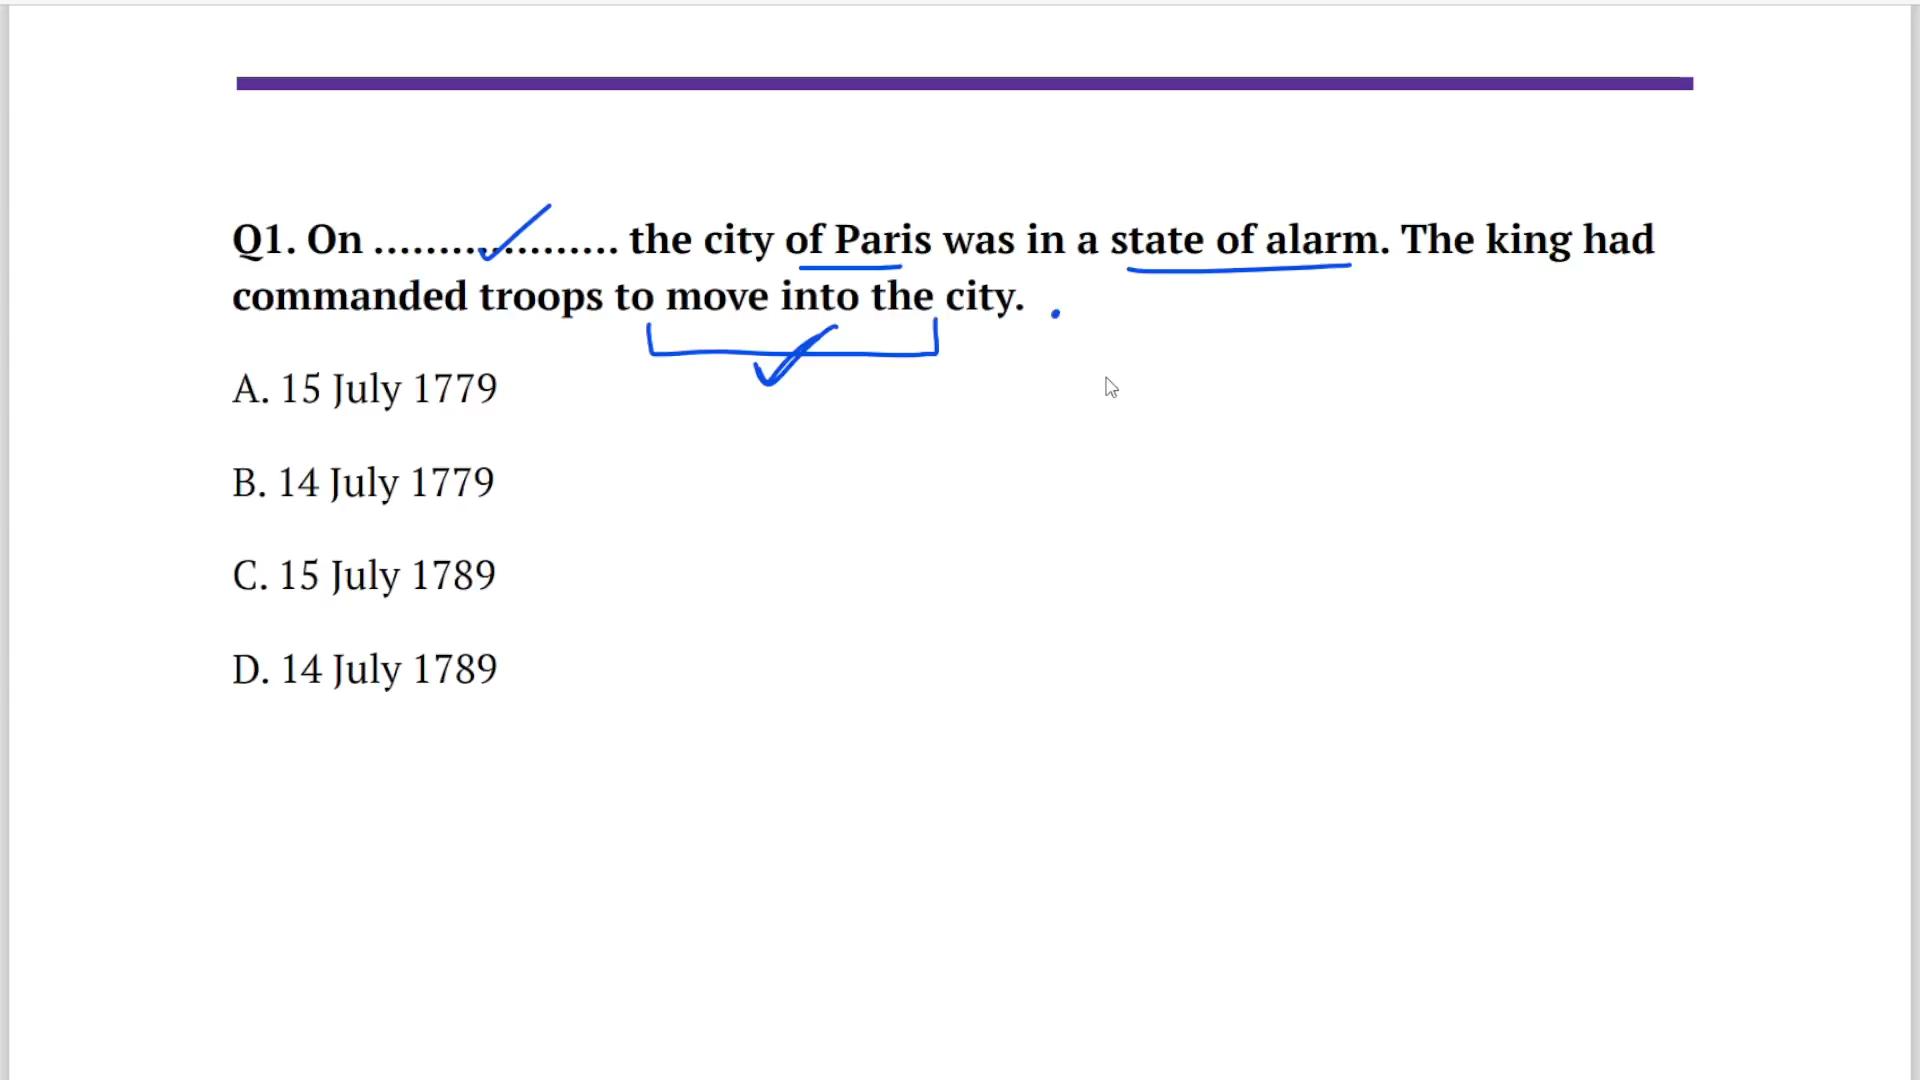 Q1. On ................... the city of Paris was in a state of alarm. The king had
commanded troops to move into the city.
A. 15 July 1779
B. 14 July 1779
C. 15 July 1789
D. 14 July 1789